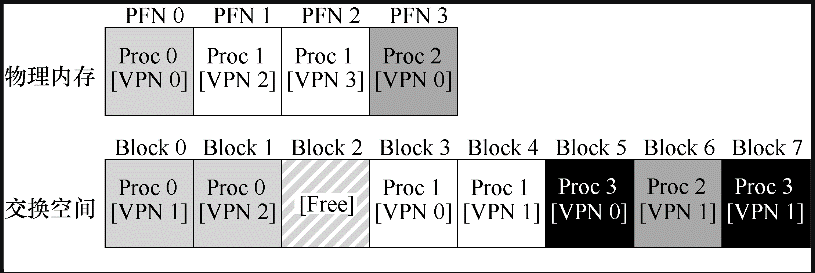 PFN 0 PFN 1 PFN 2 PFN 3
物理内存
Proc 0 Proc 1 Proc 1 Proc 2
[VPN 0] [VPN 2] [VPN 3] [VPN 0]
Block 0 Block 1 Block 2 Block 3 Block 4 Block 5 Block 6 Block 7
交换空间
Proc 0 Proc 0 [Free] Proc 1 Proc 1 Proc 3 Proc 2 Proc 3
[VPN 1] [VPN 2] [VPN 0] [VPN 1] [VPN 0] [VPN 1] [VPN 1]